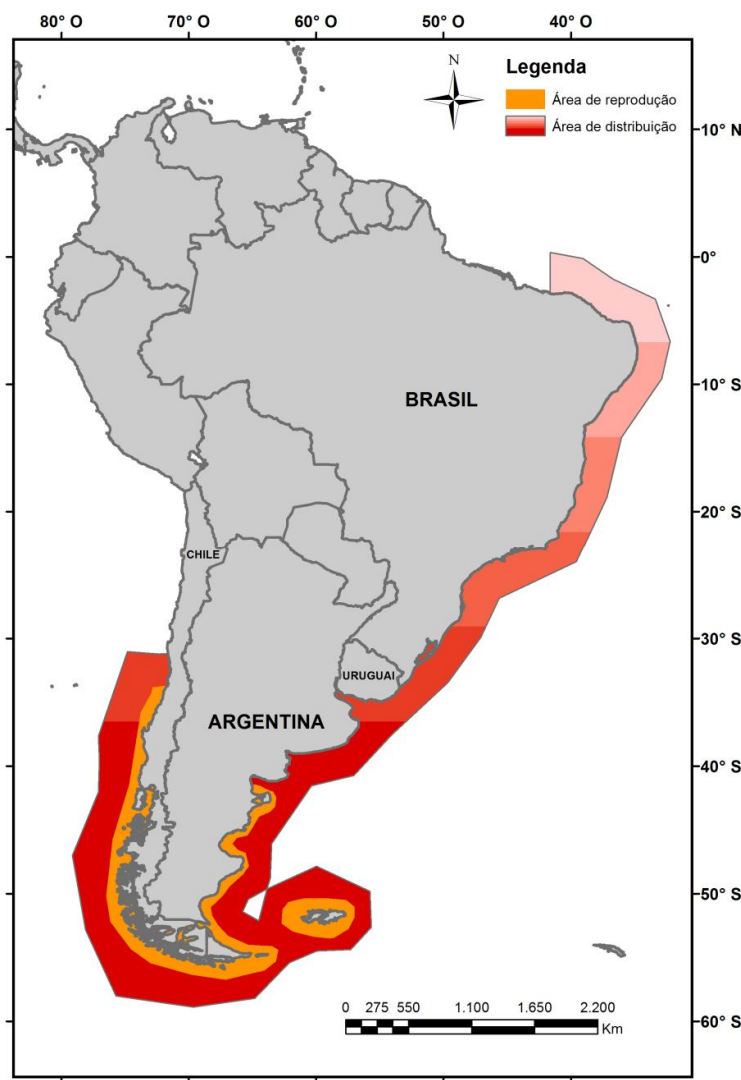 80° O 70° O 60° O 50° O 40° O
N
Legenda
Área de reprodução
Área de distribuição
10° N
0°
BRASIL
10° S
20° S
CHILE
30° S
URUGUAI
ARGENTINA
40° S
50° S
0 275 550 1.100 1.650 2.200
Km
60° S